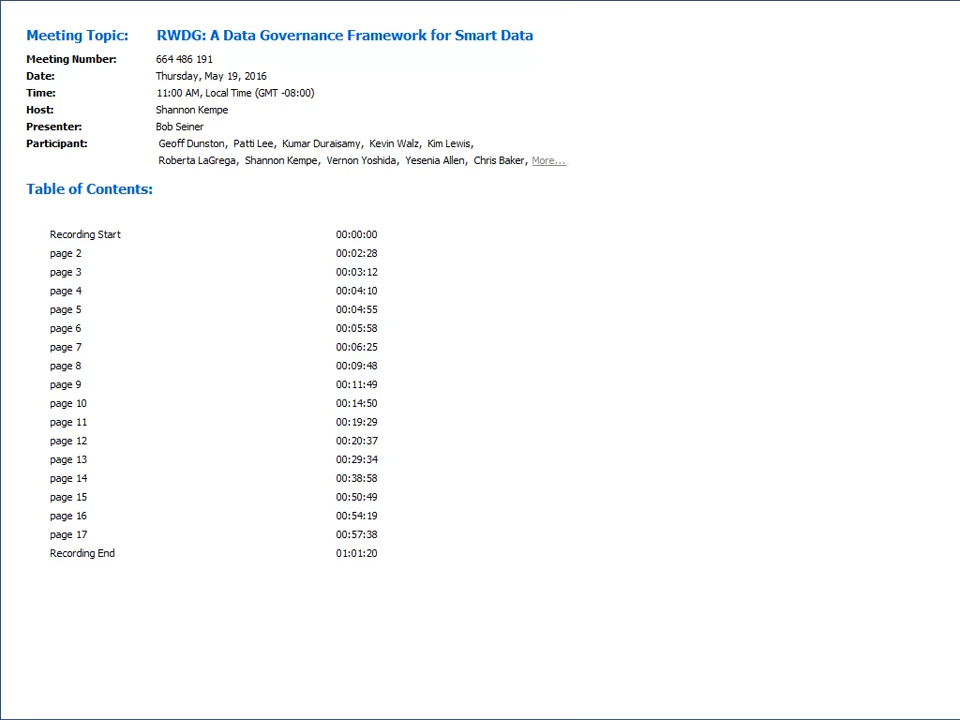 Meeting Topic: RWDG: A Data Governance Framework for Smart Data
Meeting Number: 664 486 191
Date: Thursday, May 19, 2016
Time: 11:00 AM, Local Time (GMT -08:00)
Host: Shannon Kempe
Presenter: Bob Seiner
Participant: Geoff Dunston, Patti Lee, Kumar Duraisamy, Kevin Walz, Kim Lewis,
Roberta LaGrega, Shannon Kempe, Vernon Yoshida, Yesenia Allen, Chris Baker, More...
Table of Contents:
Recording Start 00:00:00
page 2 00:02:28
page 3 00:03:12
page 4 00:04:10
page 5 00:04:55
page 6 00:05:58
page 7 00:06:25
page 8 00:09:48
page 9 00:11:49
page 10 00:14:50
page 11 00:19:29
page 12 00:20:37
page 13 00:29:34
page 14 00:38:58
page 15 00:50:49
page 16 00:54:19
page 17 00:57:38
Recording End 01:01:20